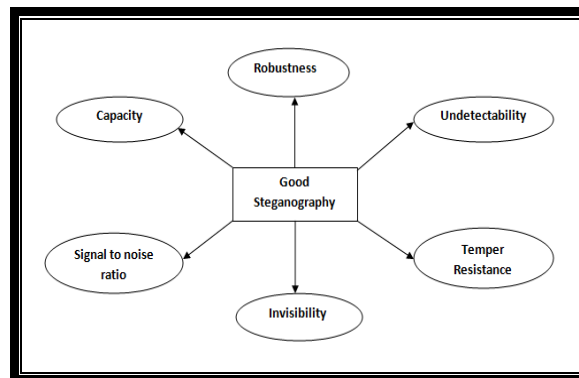 Robustness
Capacity
Undetectability
Good
Steganography
Signal to noise
ratio
Temper
Resistance
Invisibility